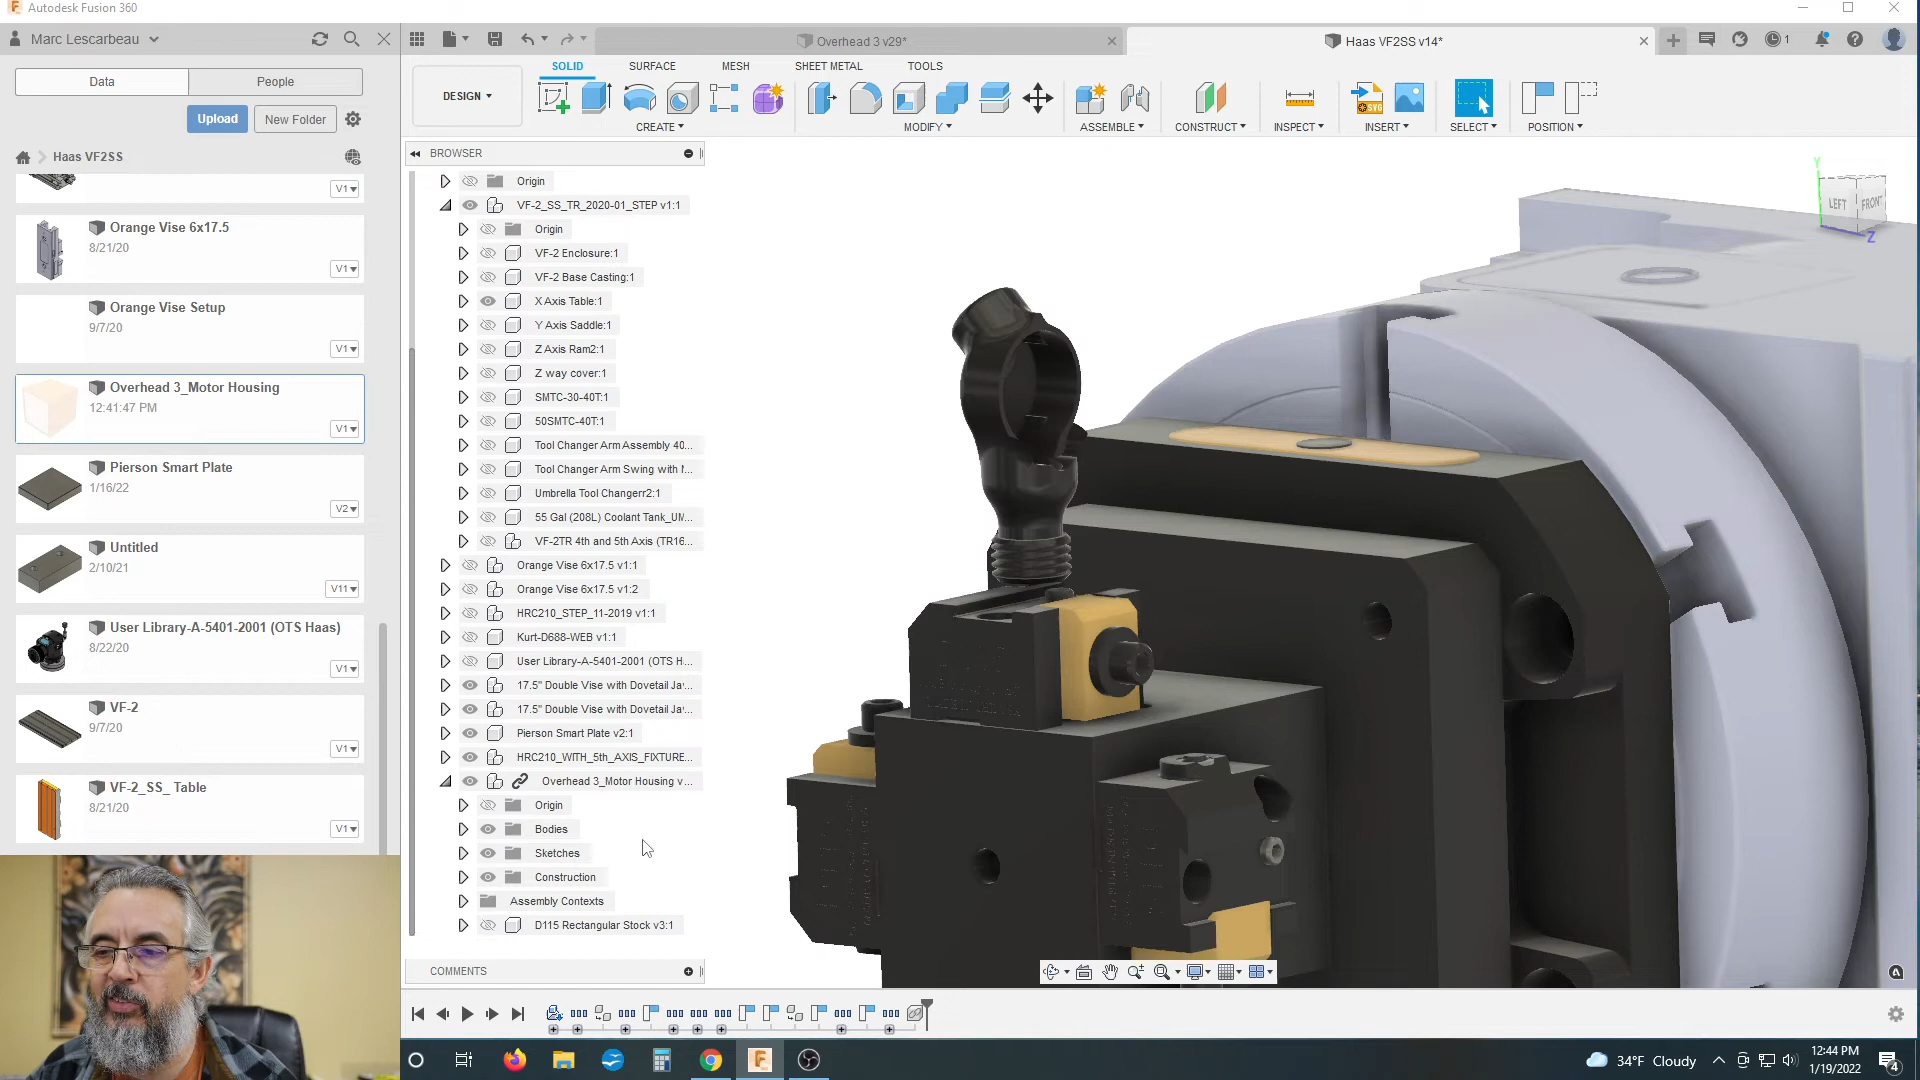 Autodesk Fusion 360
Marc Lescarbeau
Overhead 3 v29*
Haas VF2SS v14*
1
Data
People
Upload
New Folder
Haas VF2SS
V1
Orange Vise 6x17.5
8/21/20
V1
Orange Vise Setup
9/7/20
V1
Overhead 3_Motor Housing
12:41:47 PM
V1
Pierson Smart Plate
1/16/22
V2
Untitled
2/10/21
V11
User Library-A-5401-2001 (OTS Haas)
8/22/20
V1
VF-2
9/7/20
V1
VF-2_SS_ Table
8/21/20
V1
DESIGN
SOLID
SURFACE
MESH
SHEET METAL
TOOLS
CREATE
MODIFY
ASSEMBLE
CONSTRUCT
INSPECT
INSERT
SELECT
POSITION
BROWSER
Origin
VF-2_SS_TR_2020-01_STEP v1:1
Origin
VF-2 Enclosure:1
VF-2 Base Casting:1
X Axis Table:1
Y Axis Saddle:1
Z Axis Ram2:1
Z way cover:1
SMTC-30-40T:1
50SMTC-40T:1
Tool Changer Arm Assembly 40...
Tool Changer Arm Swing with M...
Umbrella Tool Changerr2:1
55 Gal (208L) Coolant Tank_UM...
VF-2TR 4th and 5th Axis (TR16...
Orange Vise 6x17.5 v1:1
Orange Vise 6x17.5 v1:2
HRC210_STEP_11-2019 v1:1
Kurt-D688-WEB v1:1
User Library-A-5401-2001 (OTS H...
17.5" Double Vise with Dovetail Ja...
17.5" Double Vise with Dovetail Ja...
Pierson Smart Plate v2:1
HRC210_WITH_5th_AXIS_FIXTURE...
Overhead 3_Motor Housing v...
Origin
Bodies
Sketches
Construction
Assembly Contexts
D115 Rectangular Stock v3:1
COMMENTS
Y
LEFT
FRONT
Z
34°F Cloudy
12:44 PM
1/19/2022
4